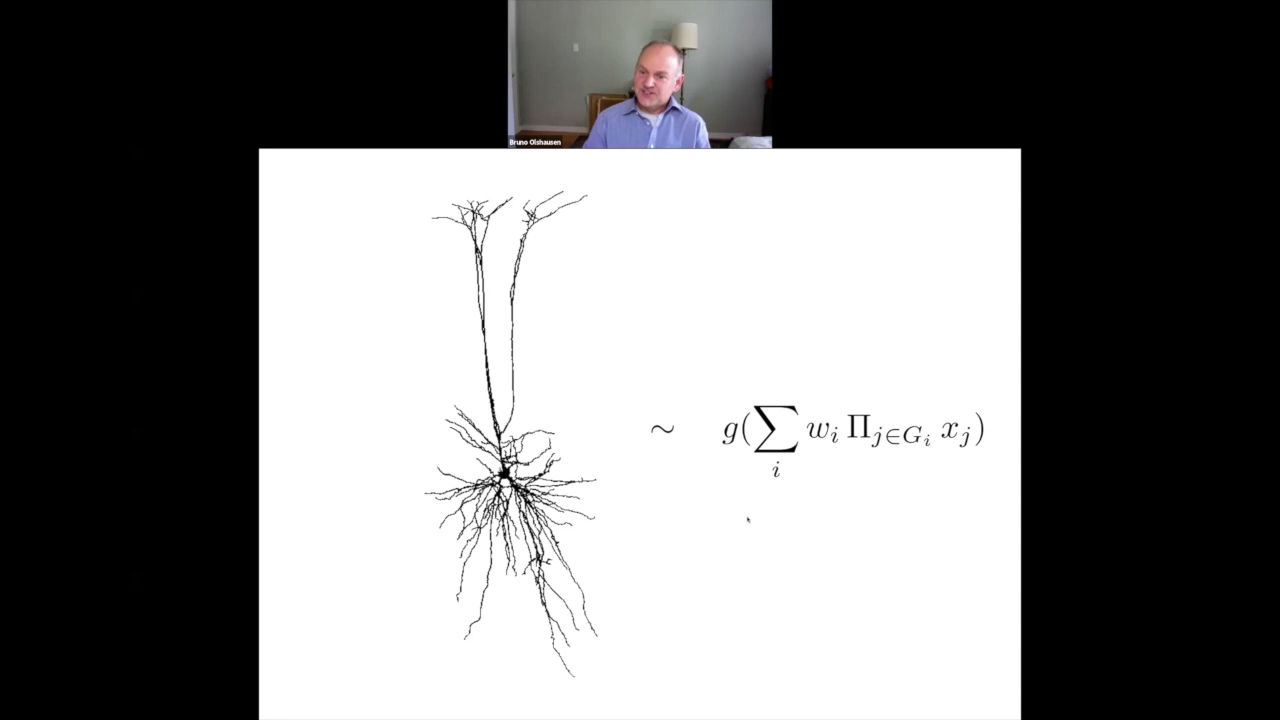 Bruno Olshausen
∼ g(∑_i w_i Π_{j∈G_i} x_j)